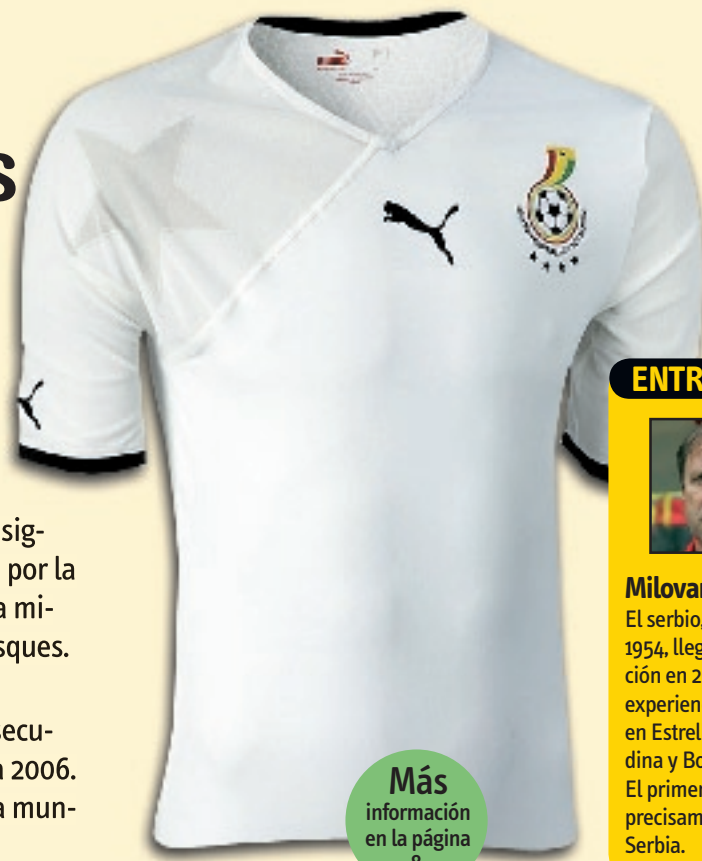 s
sig-
por la
a mi-
sques.
secu-
a 2006.
a mun-
Más
información
en la página
8
ENTR
Milovan
El serbio,
1954, lleg
ción en 2
experien
en Estrel
dina y Bo
El primer
precisam
Serbia.